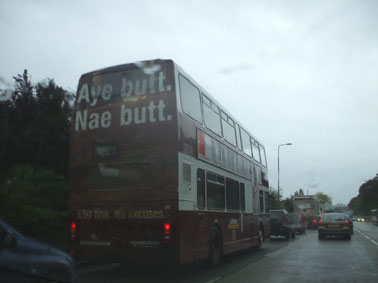 Aye butt.
Nae butt.
£50 fine. No excuses.